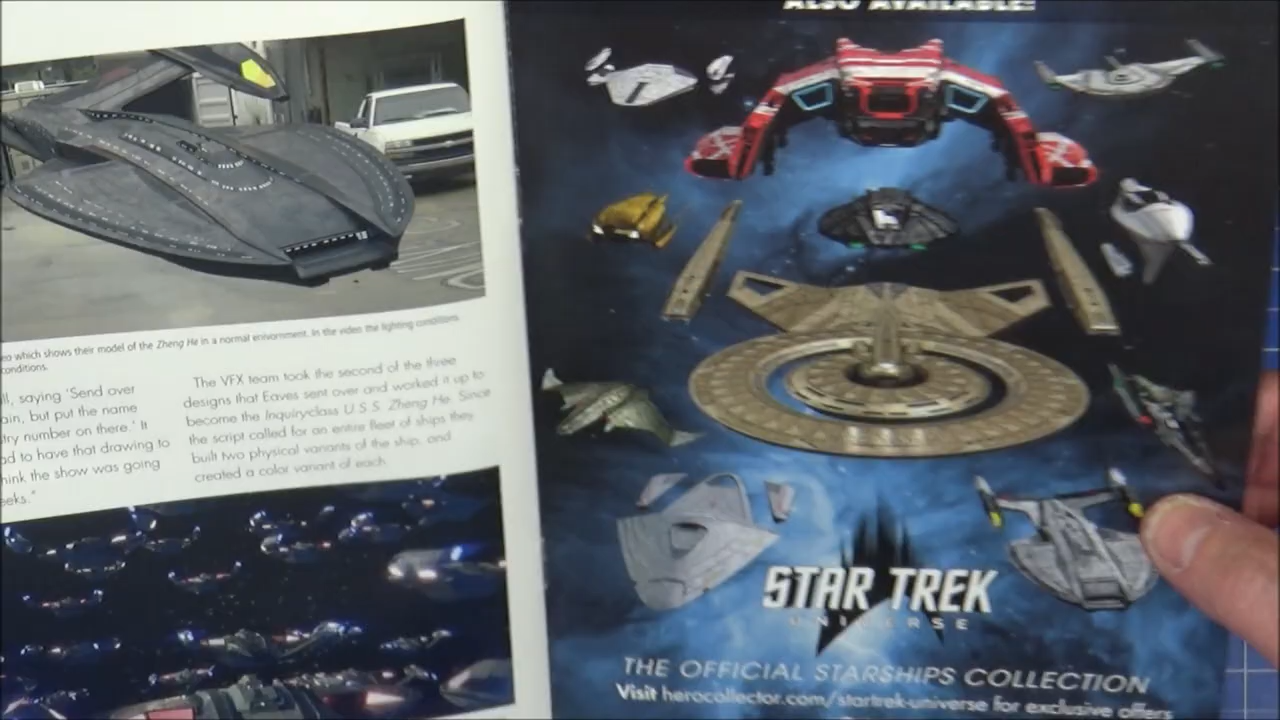 eo which shows their model of the Zheng He in a normal enivornment. In the video the lighting conditions
conditions.
ll, saying 'Send over
ain, but put the name
try number on there.' It
ad to have that drawing to
hink the show was going
eeks."
The VFX team took the second of the three
designs that Eaves sent over and worked it up to
become the Inquiryclass U.S.S. Zheng He. Since
the script called for an entire fleet of ships they
built two physical variants of the ship, and
created a color variant of each.
ALSO AVAILABLE:
STAR TREK
UNIVERSE
THE OFFICIAL STARSHIPS COLLECTION
Visit herocollector.com/startrek-universe for exclusive offers